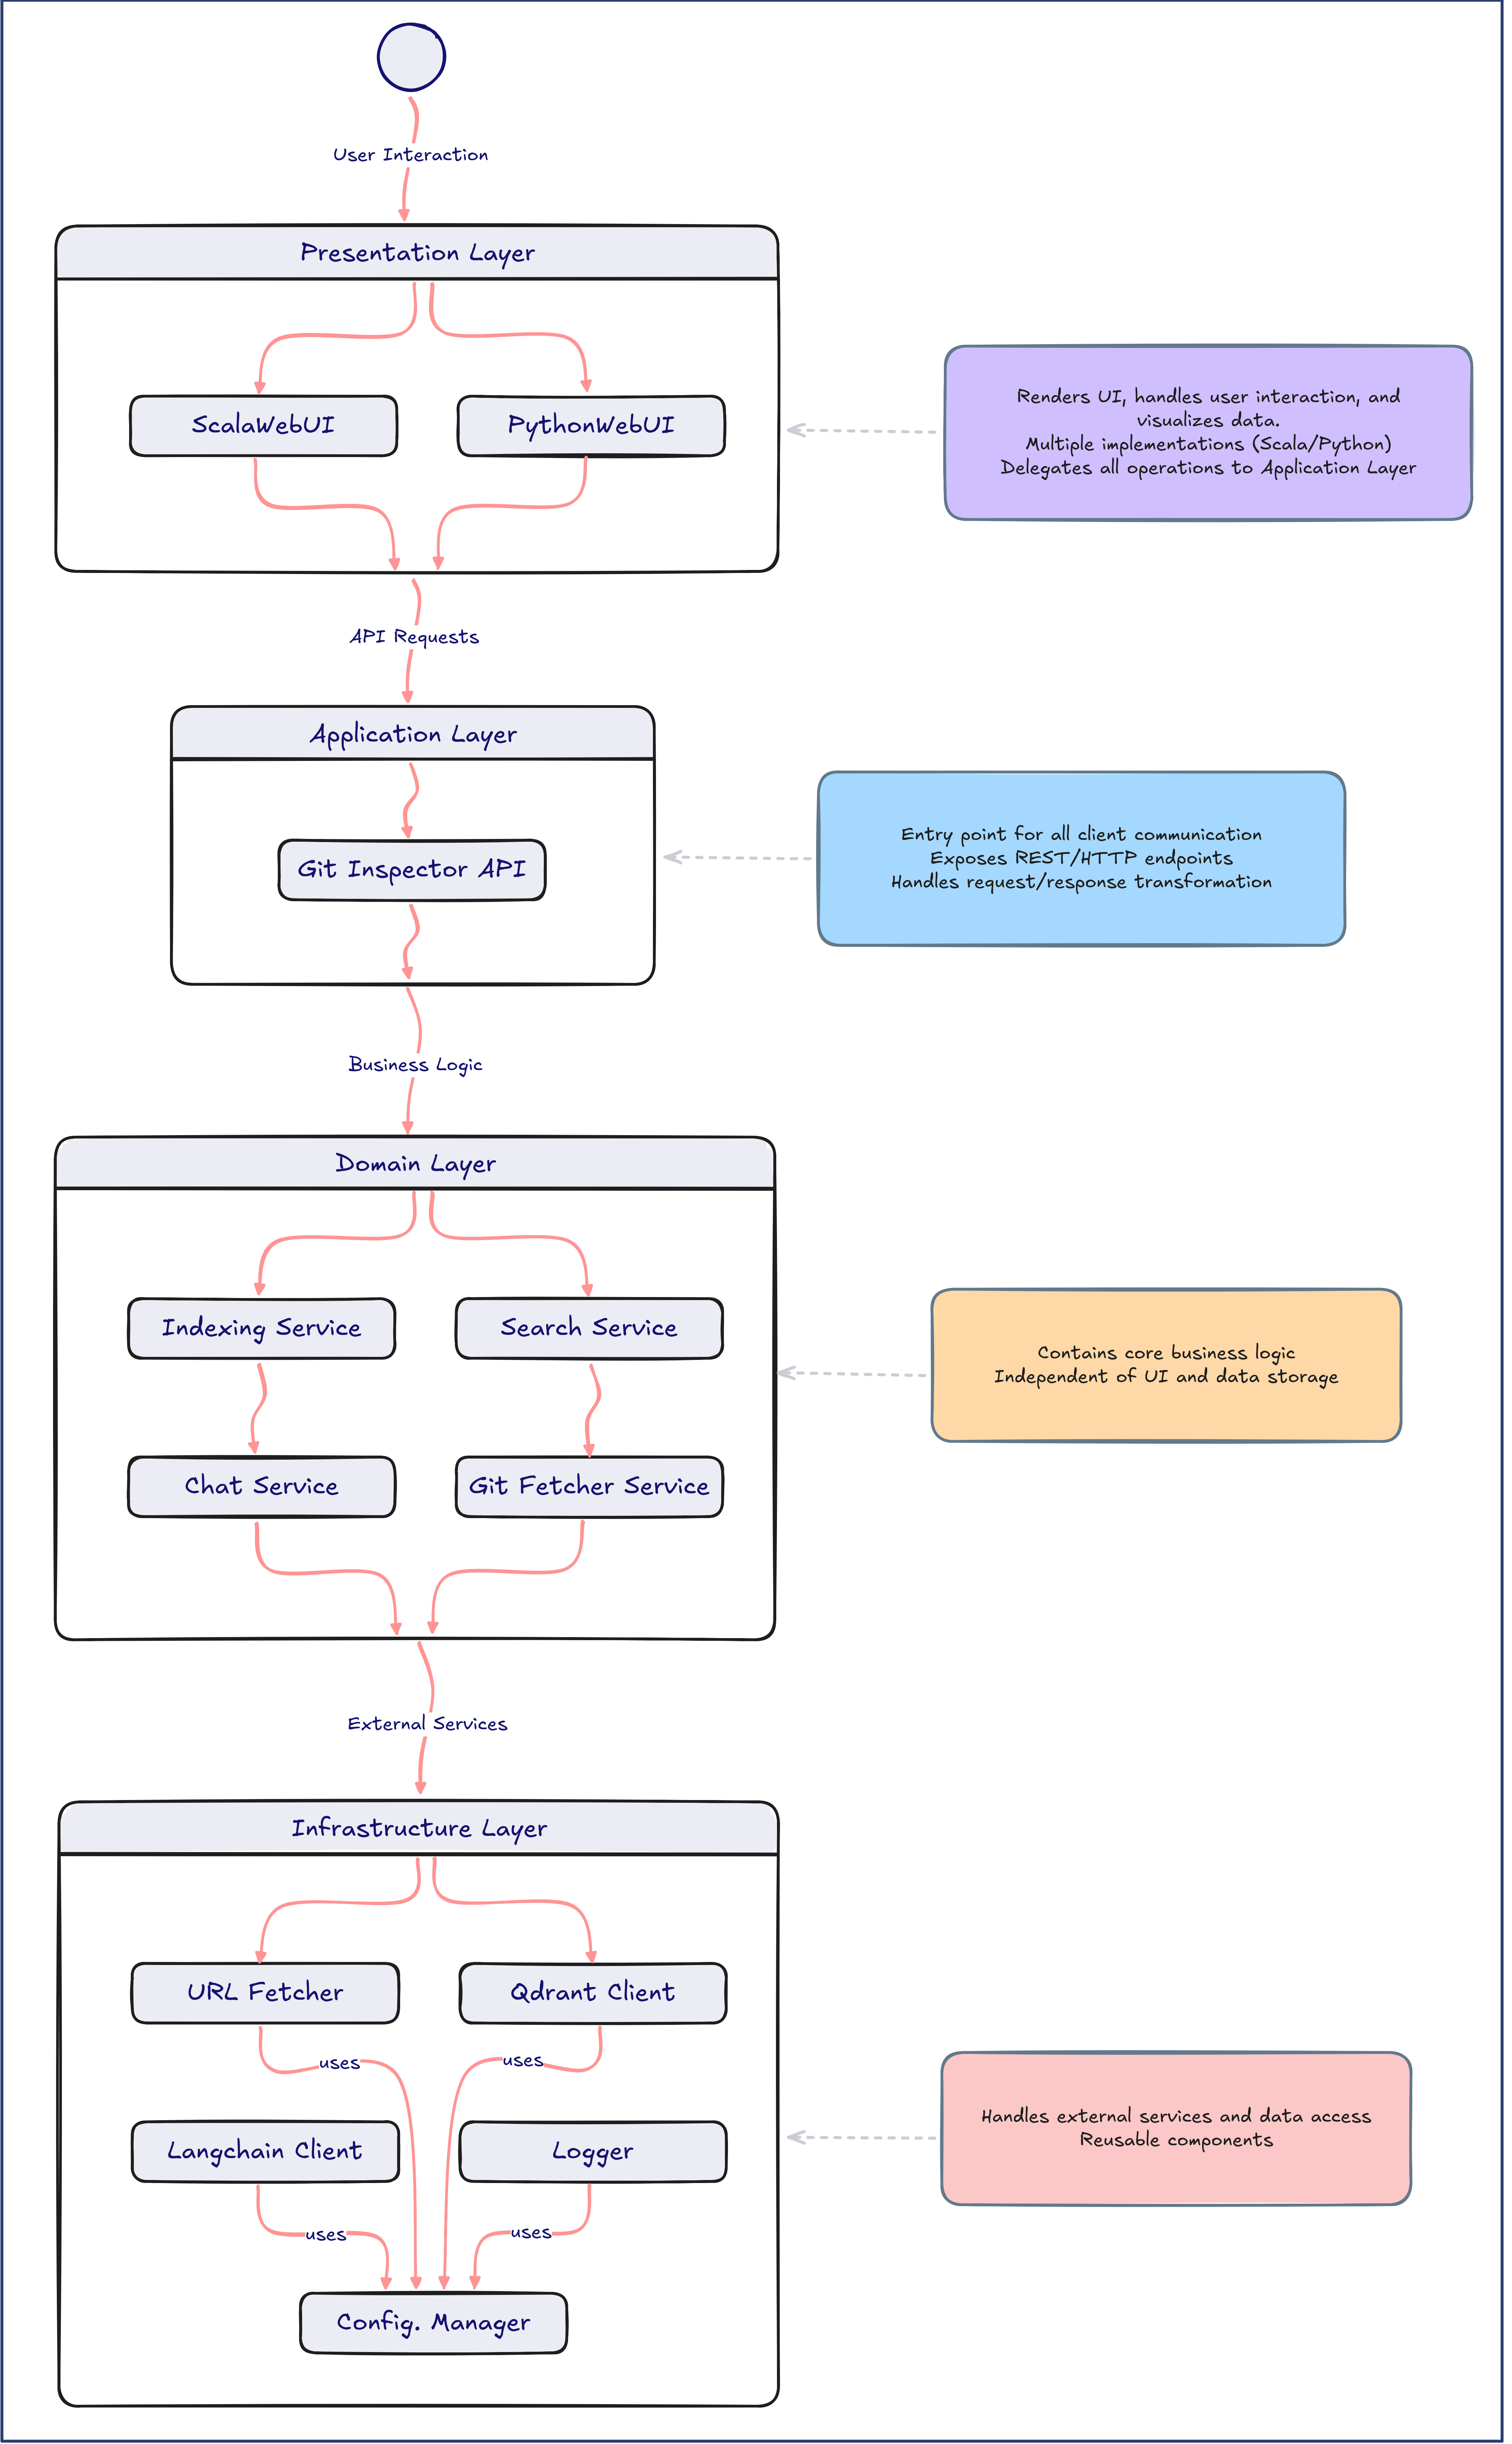 User Interaction
Presentation Layer
ScalaWebUI
PythonWebUI
Renders UI, handles user interaction, and
visualizes data.
Multiple implementations (Scala/Python)
Delegates all operations to Application Layer
API Requests
Application Layer
Git Inspector API
Entry point for all client communication
Exposes REST/HTTP endpoints
Handles request/response transformation
Business Logic
Domain Layer
Indexing Service
Search Service
Contains core business logic
Independent of UI and data storage
Chat Service
Git Fetcher Service
External Services
Infrastructure Layer
URL Fetcher
Qdrant Client
uses
uses
Langchain Client
Logger
Handles external services and data access
Reusable components
uses
uses
Config. Manager